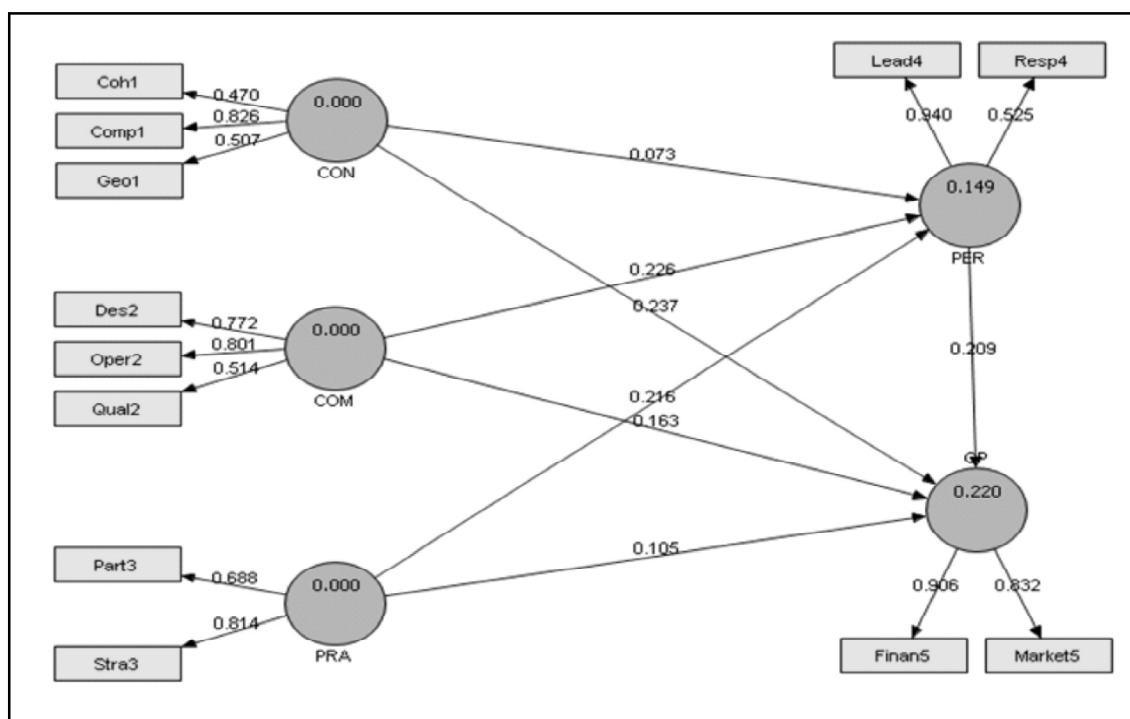 Lead4
Resp4
Coh1
0.470
0.000
Comp1
0.826
0.940
0.525
0.507
Geo1
CON
0.073
0.149
PER
0.226
Des2
0.772
0.000
0.237
Oper2
0.801
0.209
0.514
Qual2
COM
0.216
0.163
GP
0.220
Part3
0.688
0.000
0.105
0.906
0.832
0.814
Stra3
PRA
Finan5
Market5